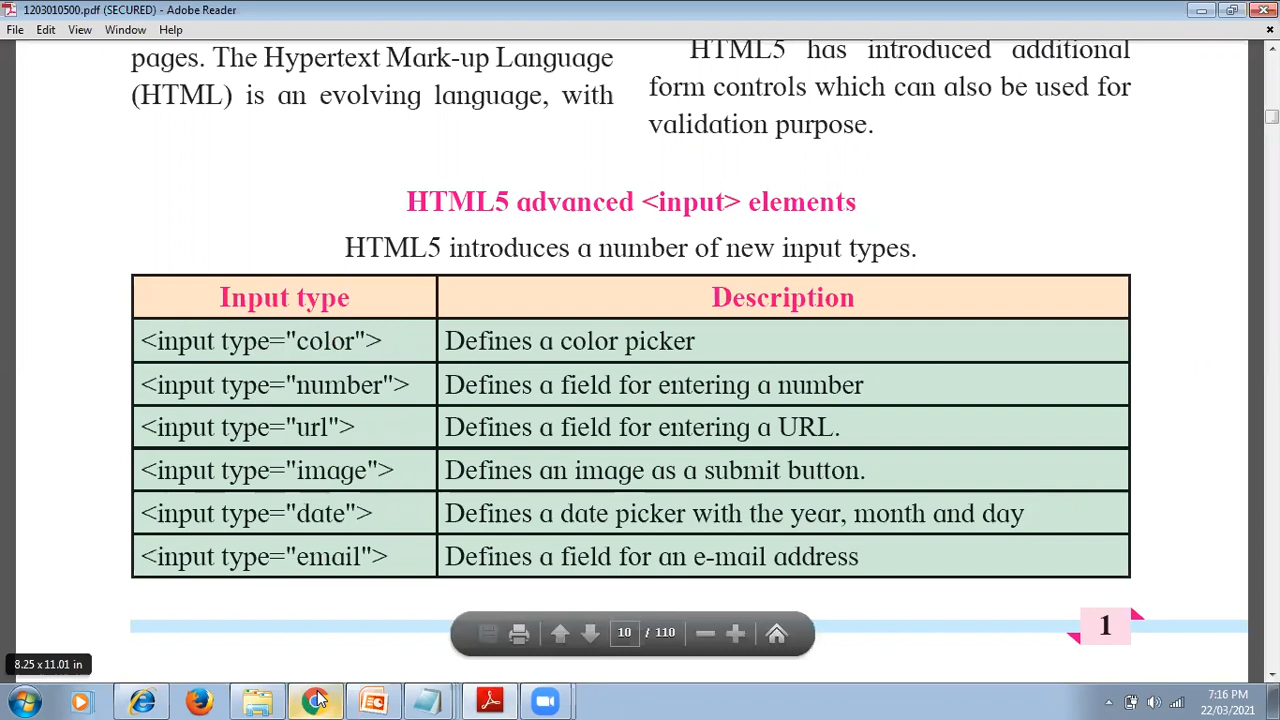 1203010500.pdf (SECURED) - Adobe Reader
File Edit View Window Help
pages. The Hypertext Mark-up Language
(HTML) is an evolving language, with
HTML5 has introduced additional
form controls which can also be used for
validation purpose.
HTML5 advanced <input> elements
HTML5 introduces a number of new input types.
Input type Description
<input type="color"> Defines a color picker
<input type="number"> Defines a field for entering a number
<input type="url"> Defines a field for entering a URL.
<input type="image"> Defines an image as a submit button.
<input type="date"> Defines a date picker with the year, month and day
<input type="email"> Defines a field for an e-mail address
10 / 110
1
8.25 x 11.01 in
7:16 PM
22/03/2021